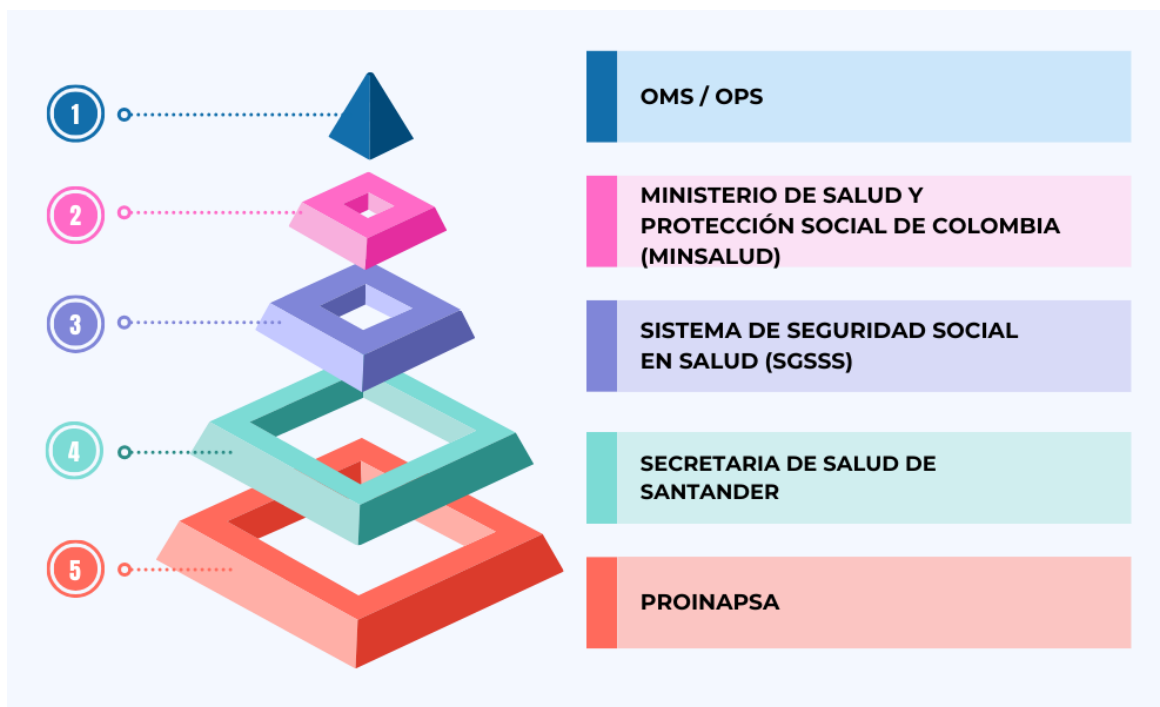 1
OMS / OPS
2
MINISTERIO DE SALUD Y
PROTECCIÓN SOCIAL DE COLOMBIA
(MINSALUD)
3
SISTEMA DE SEGURIDAD SOCIAL
EN SALUD (SGSSS)
4
SECRETARIA DE SALUD DE
SANTANDER
5
PROINAPSA